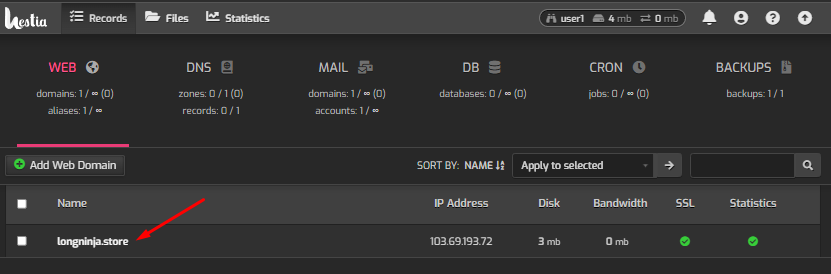 hestia Records Files Statistics user1 4 mb 0 mb
WEB DNS MAIL DB CRON BACKUPS
domains: 1 / ∞ (0) zones: 0 / 1 (0) domains: 1 / ∞ (0) databases: 0 / ∞ (0) jobs: 0 / ∞ (0) backups: 1 / 1
aliases: 1 / ∞ records: 0 / 1 accounts: 1 / ∞
Add Web Domain SORT BY: NAME Apply to selected
Name IP Address Disk Bandwidth SSL Statistics
longninja.store 103.69.193.72 3 mb 0 mb